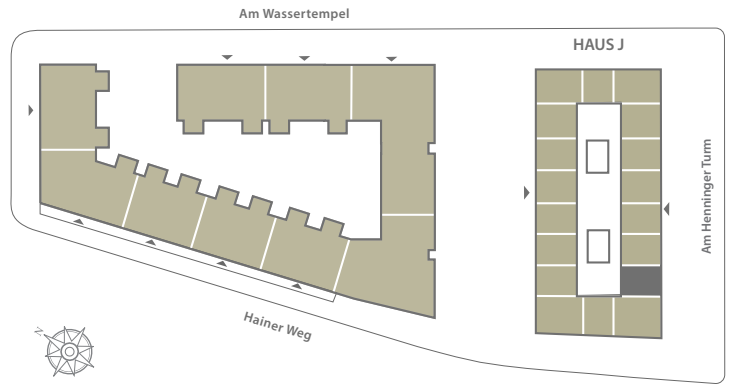 Am Wassertempel
HAUS J
Am Henninger Turm
Hainer Weg
N